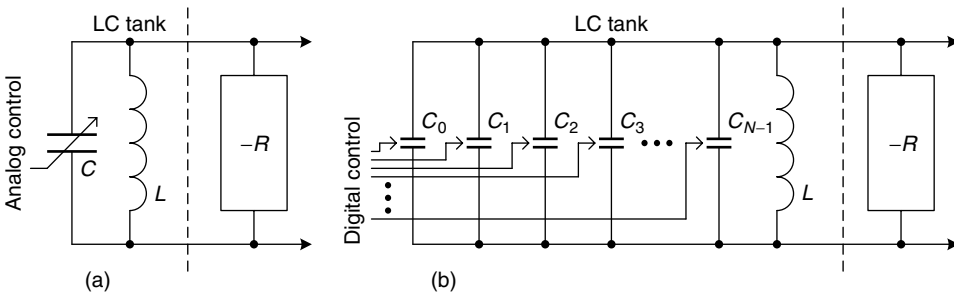 LC tank
Analog control
C
L
–R
(a)
LC tank
Digital control
C0
C1
C2
C3
CN–1
L
–R
(b)